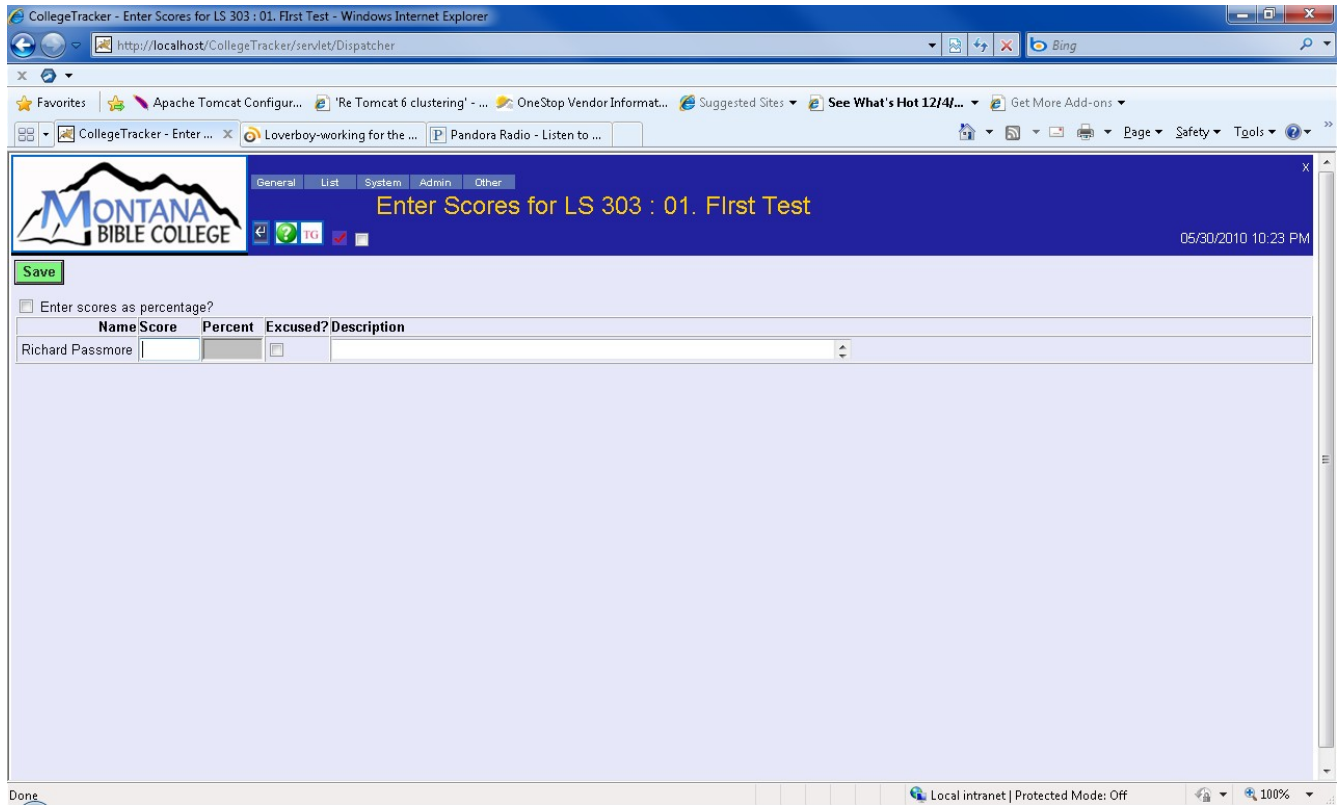 CollegeTracker - Enter Scores for LS 303 : 01. FIrst Test - Windows Internet Explorer
http://localhost/CollegeTracker/servlet/Dispatcher
Bing
x
Favorites Apache Tomcat Configur... 'Re Tomcat 6 clustering' - ... OneStop Vendor Informat... Suggested Sites See What's Hot 12/4/... Get More Add-ons
CollegeTracker - Enter ... x Loverboy-working for the ... P Pandora Radio - Listen to ... Page Safety Tools »
MONTANA
BIBLE COLLEGE
General List System Admin Other
X
Enter Scores for LS 303 : 01. FIrst Test
? TG
05/30/2010 10:23 PM
Save
Enter scores as percentage?
Name Score Percent Excused? Description
Richard Passmore
Done Local intranet | Protected Mode: Off 100%